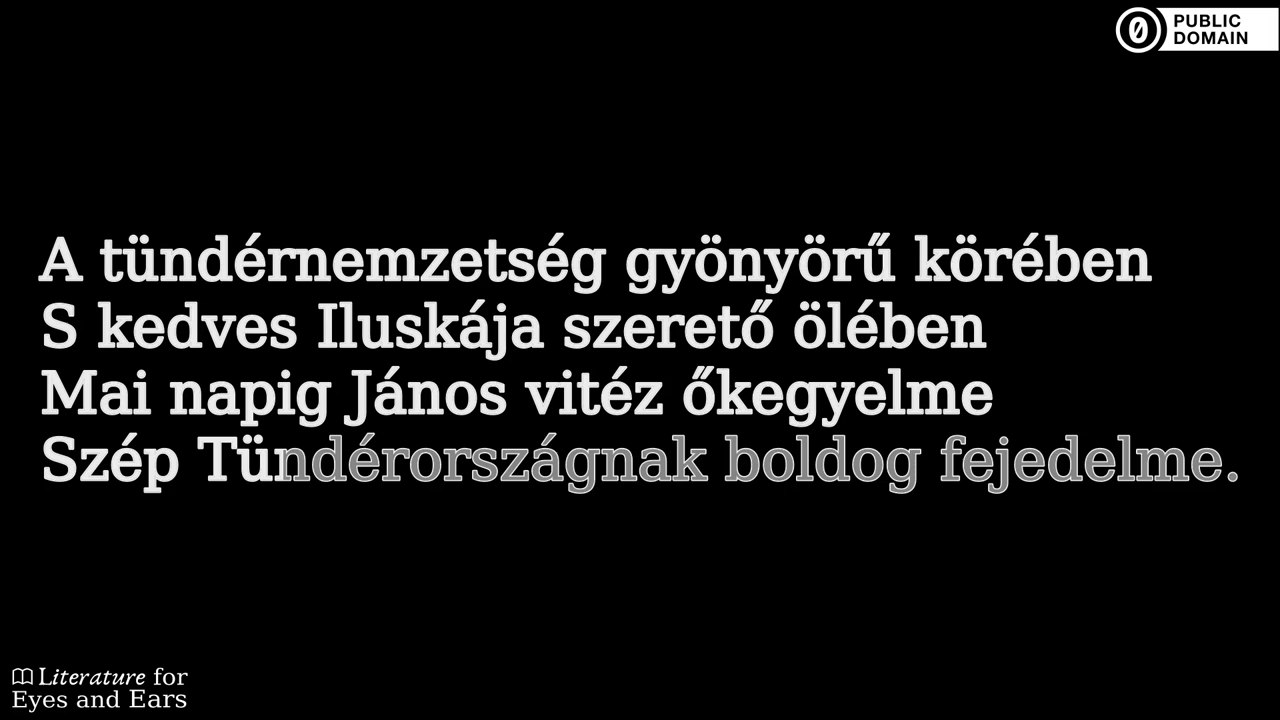 PUBLIC
DOMAIN
A tündérnemzetség gyönyörű körében
S kedves Iluskája szerető ölében
Mai napig János vitéz őkegyelme
Szép Tündérországnak boldog fejedelme.
Literature for
Eyes and Ears